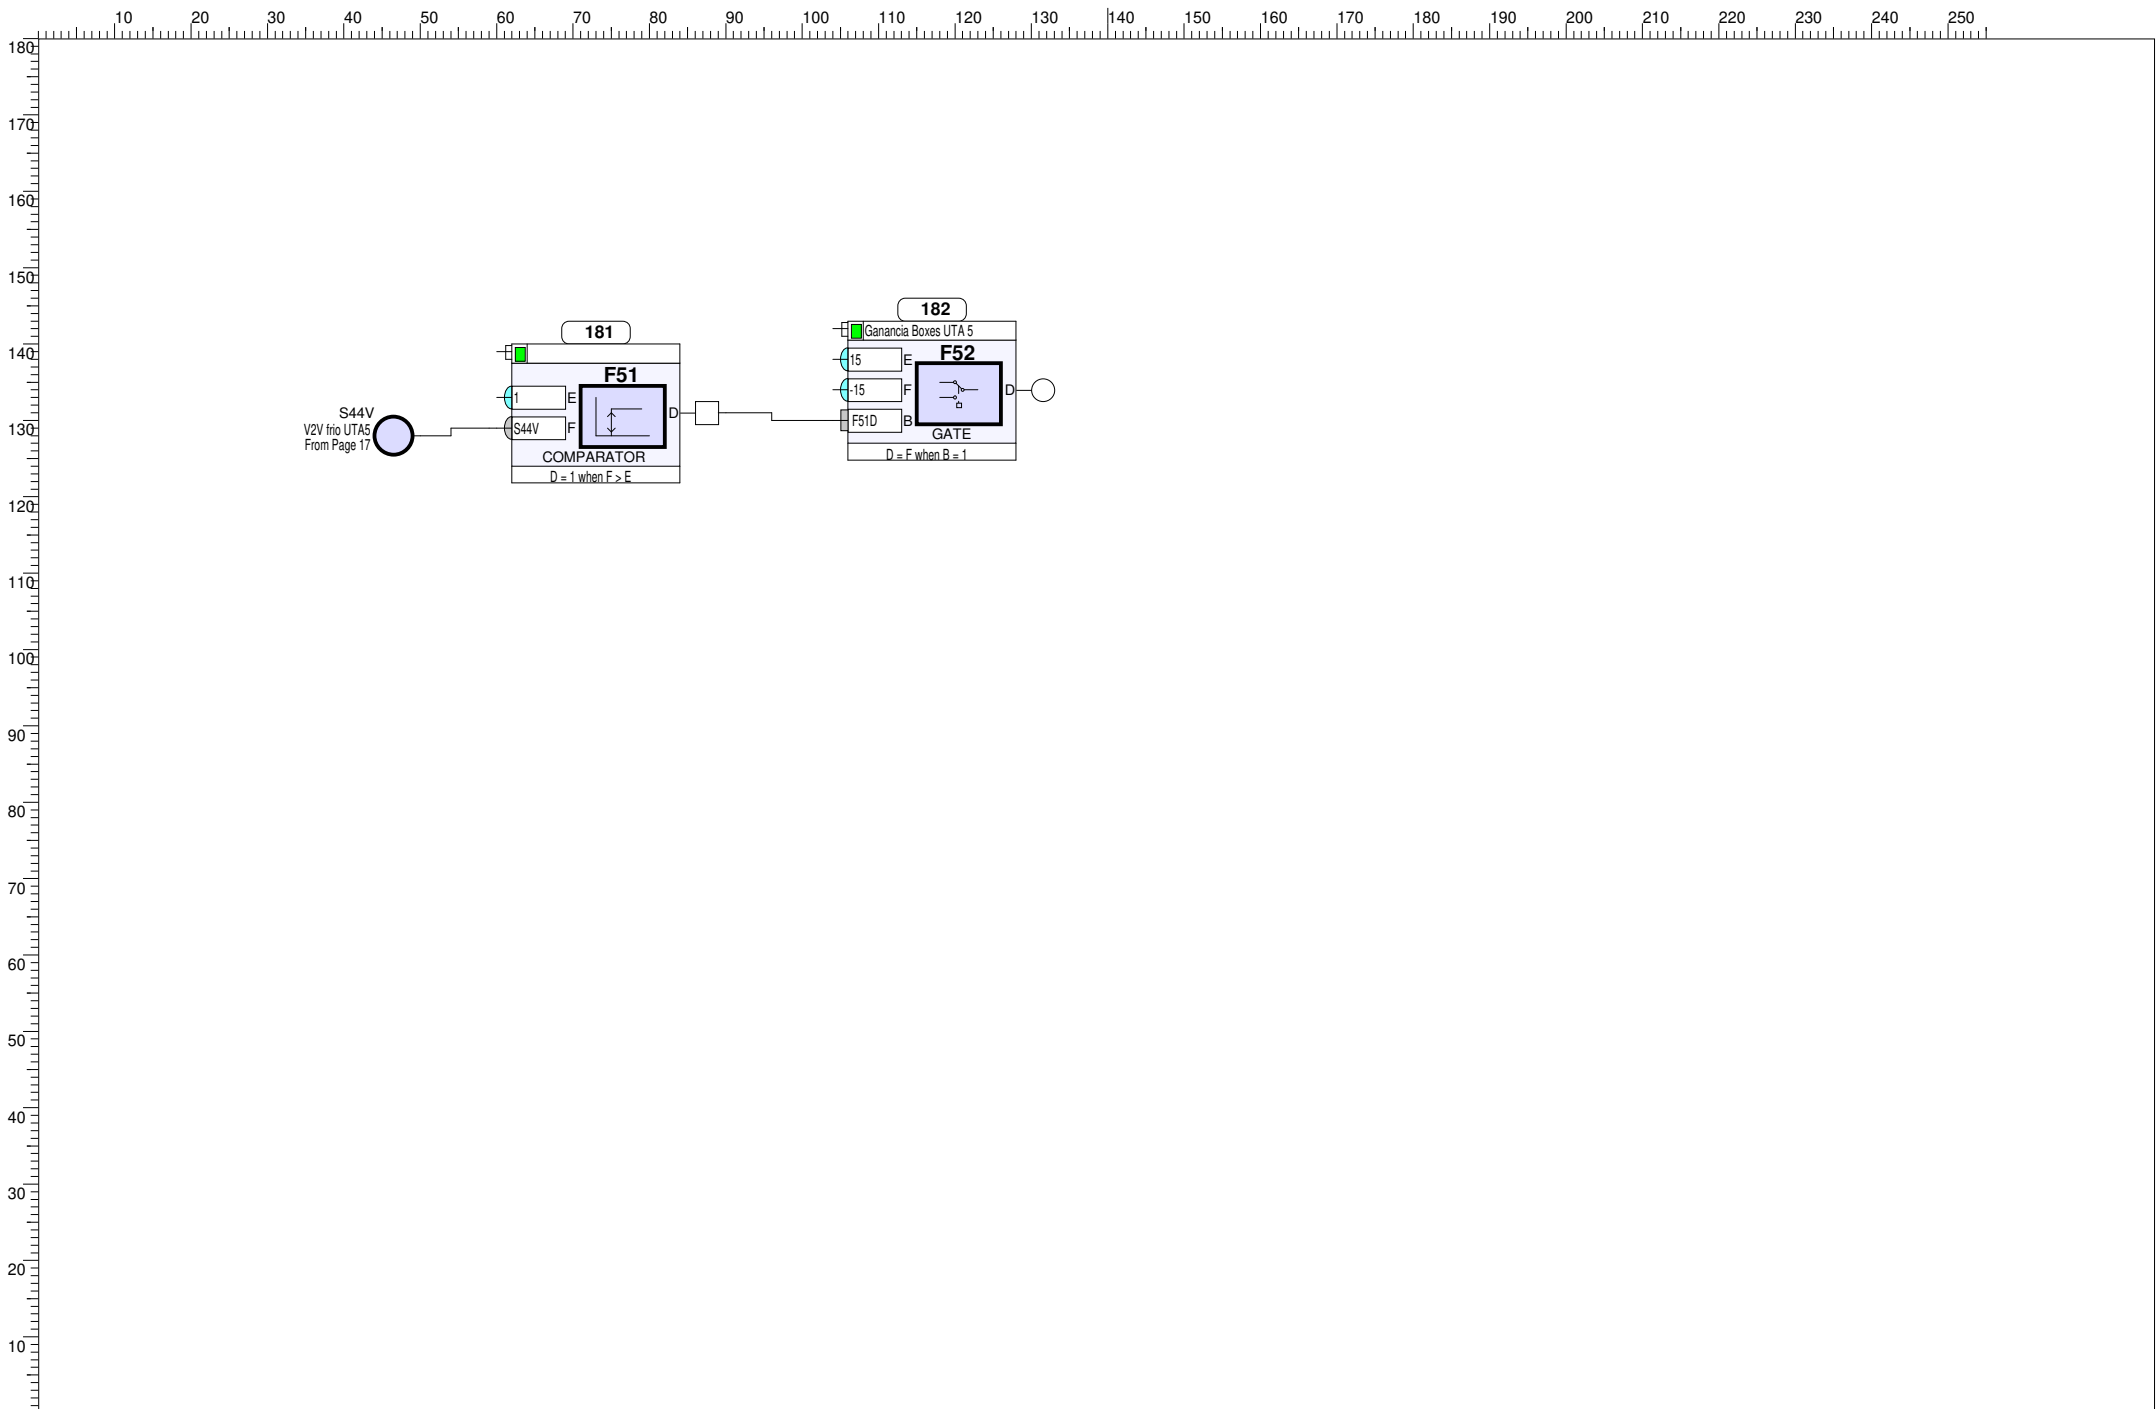 10 20 30 40 50 60 70 80 90 100 110 120 130 140 150 160 170 180 190 200 210 220 230 240 250
180
170
160
150
140
130
120
110
100
90
80
70
60
50
40
30
20
10
S44V
V2V frio UTA5
From Page 17
181
F51
1 E
S44V F
D
COMPARATOR
D = 1 when F > E
182
Ganancia Boxes UTA 5
F52
15 E
-15 F
F51D B
D
GATE
D = F when B = 1